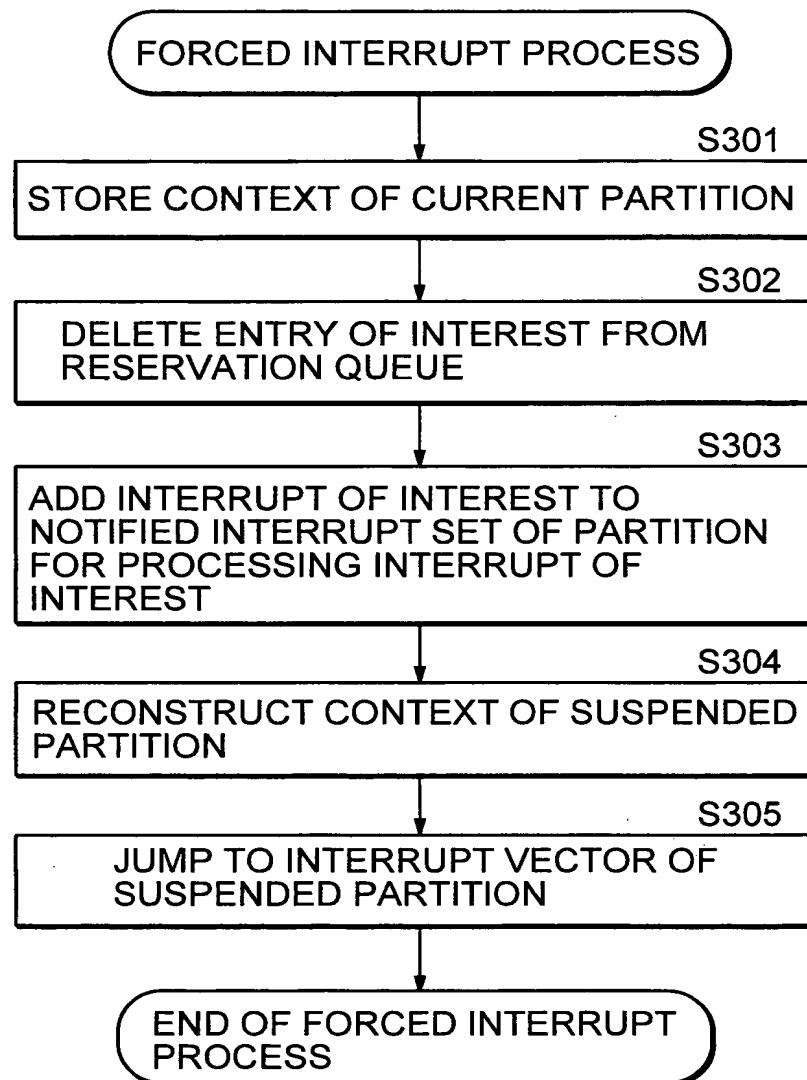 FORCED INTERRUPT PROCESS
S301
STORE CONTEXT OF CURRENT PARTITION
S302
DELETE ENTRY OF INTEREST FROM
RESERVATION QUEUE
S303
ADD INTERRUPT OF INTEREST TO
NOTIFIED INTERRUPT SET OF PARTITION
FOR PROCESSING INTERRUPT OF
INTEREST
S304
RECONSTRUCT CONTEXT OF SUSPENDED
PARTITION
S305
JUMP TO INTERRUPT VECTOR OF
SUSPENDED PARTITION
END OF FORCED INTERRUPT
PROCESS